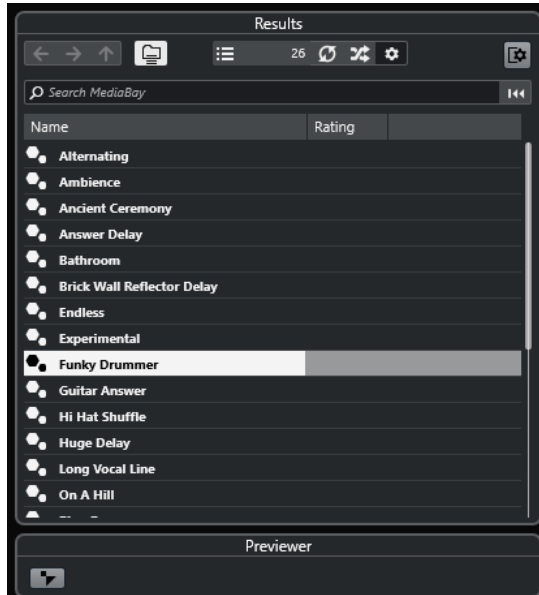 Results
26
Search MediaBay
Name Rating
Alternating
Ambience
Ancient Ceremony
Answer Delay
Bathroom
Brick Wall Reflector Delay
Endless
Experimental
Funky Drummer
Guitar Answer
Hi Hat Shuffle
Huge Delay
Long Vocal Line
On A Hill
Previewer